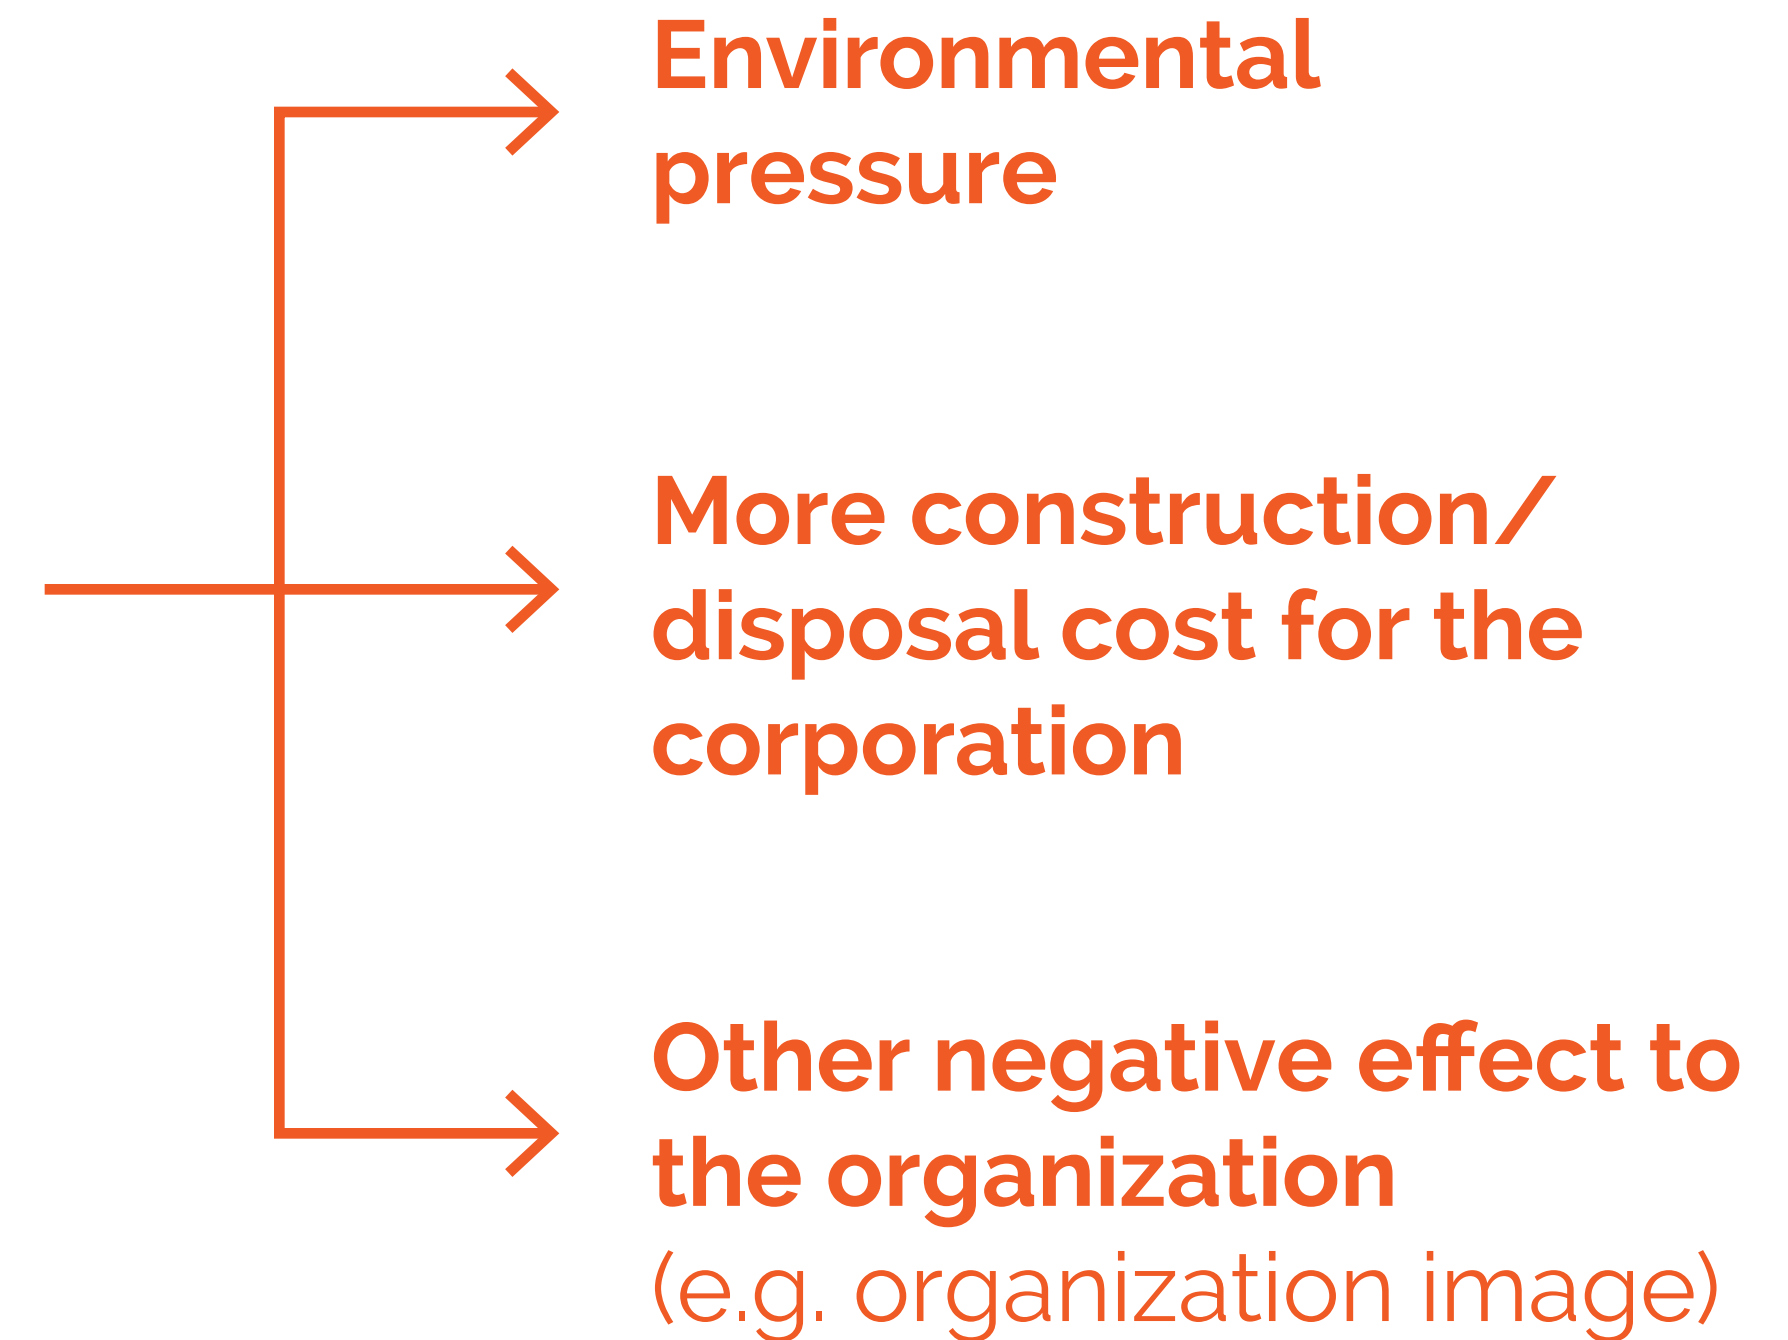 Environmental
pressure
More construction/
disposal cost for the
corporation
Other negative effect to
the organization
(e.g. organization image)